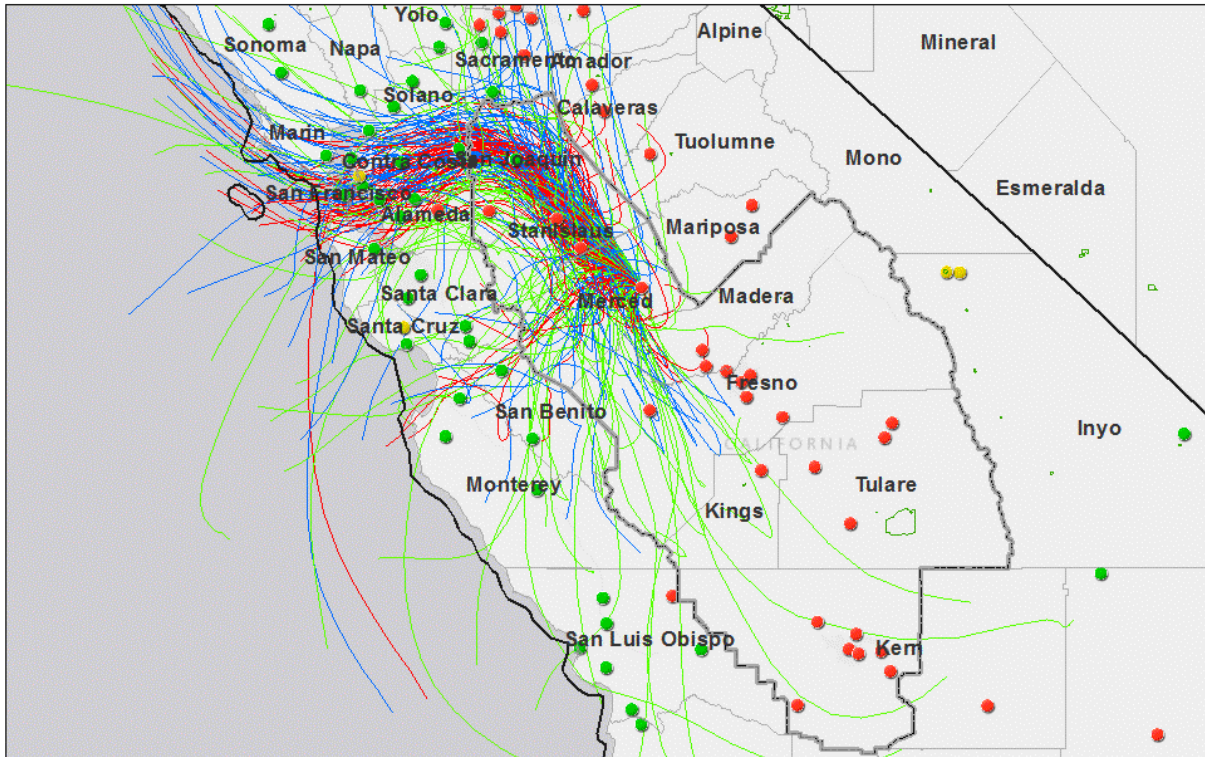 Yolo
Alpine
Mineral
Sonoma
Napa
Sacramento
Amador
Solano
Calaveras
Marin
Tuolumne
Mono
Contra Costa
San Joaquin
Esmeralda
San Francisco
Alameda
Stanislaus
Mariposa
San Mateo
Santa Clara
Merced
Madera
Santa Cruz
Fresno
San Benito
CALIFORNIA
Inyo
Monterey
Tulare
Kings
San Luis Obispo
Kern